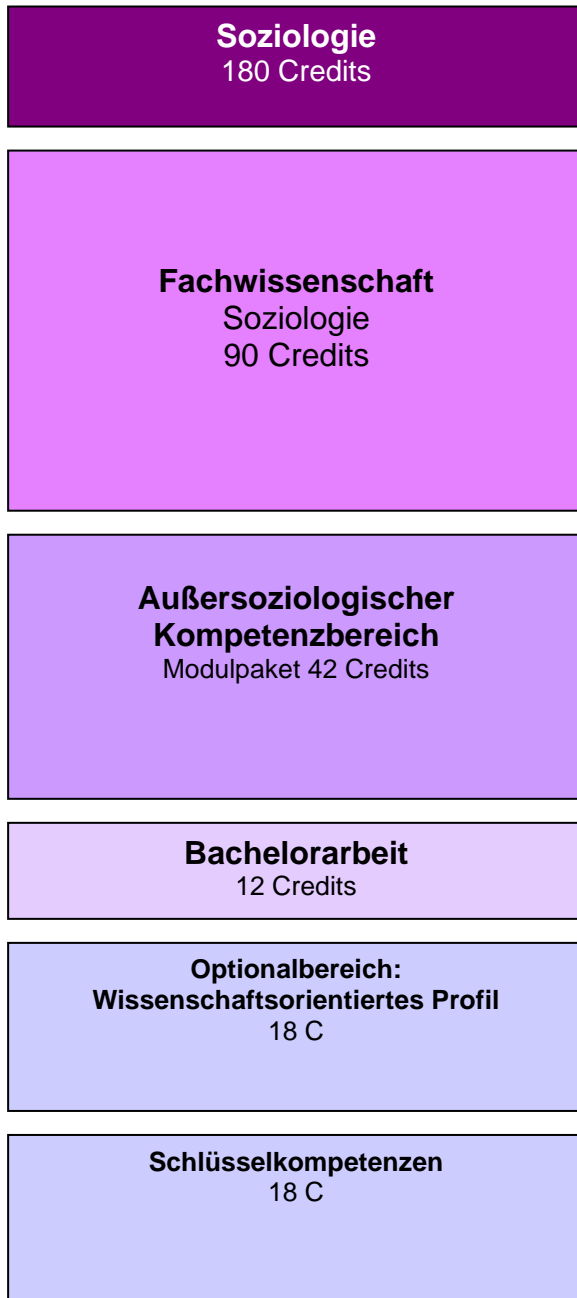 Soziologie
180 Credits
Fachwissenschaft
Soziologie
90 Credits
Außersoziologischer
Kompetenzbereich
Modulpaket 42 Credits
Bachelorarbeit
12 Credits
Optionalbereich:
Wissenschaftsorientiertes Profil
18 C
Schlüsselkompetenzen
18 C